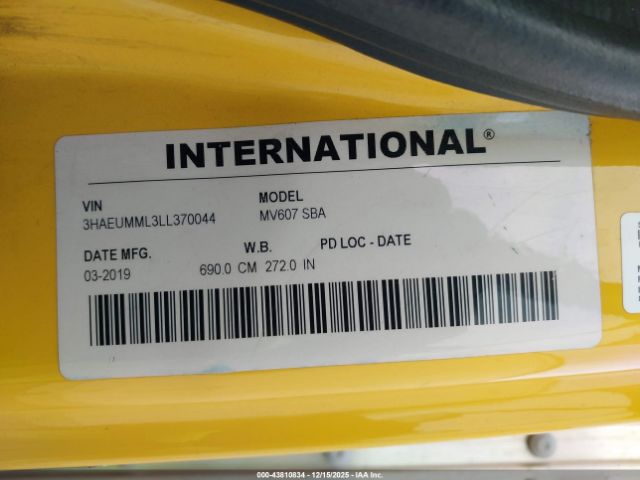 INTERNATIONAL®
VIN MODEL
3HAEUMML3LL370044 MV607 SBA
DATE MFG. W.B. PD LOC - DATE
03-2019 690.0 CM 272.0 IN
000-43810834 - 12/15/2025 - IAA Inc.